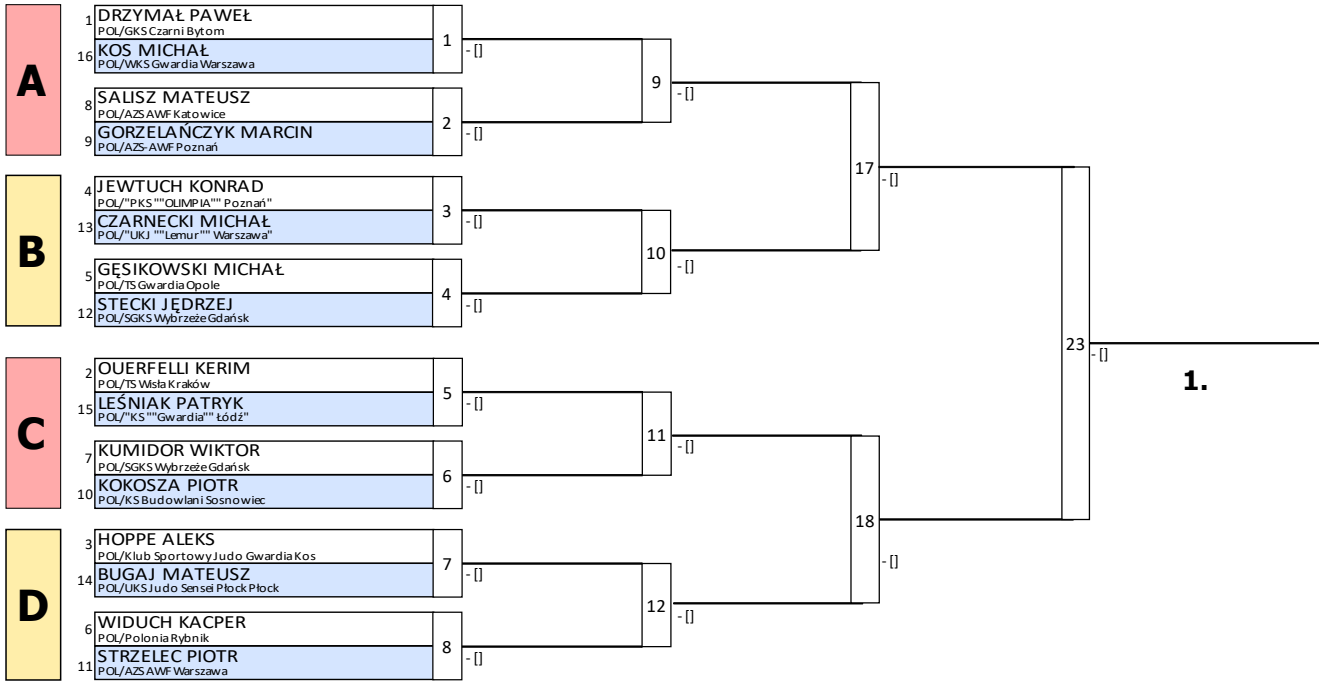 A
1 DRZYMAŁ PAWEŁ
POL/GKS Czarni Bytom
16 KOS MICHAŁ
POL/WKS Gwardia Warszawa
1
- []
8 SALISZ MATEUSZ
POL/AZS AWF Katowice
9 GORZELAŃCZYK MARCIN
POL/AZS-AWF Poznań
2
- []
9
- []
B
4 JEWTUCH KONRAD
POL/"PKS ""OLIMPIA"" Poznań"
13 CZARNECKI MICHAŁ
POL/"UKJ ""Lemur"" Warszawa"
3
- []
5 GĘSIKOWSKI MICHAŁ
POL/TS Gwardia Opole
12 STECKI JĘDRZEJ
POL/SGKS Wybrzeże Gdańsk
4
- []
10
- []
17
- []
C
2 OUERFELLI KERIM
POL/TS Wisła Kraków
15 LEŚNIAK PATRYK
POL/"KS ""Gwardia"" Łódź"
5
- []
7 KUMIDOR WIKTOR
POL/SGKS Wybrzeże Gdańsk
10 KOKOSZA PIOTR
POL/KS Budowlani Sosnowiec
6
- []
11
- []
D
3 HOPPE ALEKS
POL/Klub Sportowy Judo Gwardia Kos
14 BUGAJ MATEUSZ
POL/UKS Judo Sensei Płock Płock
7
- []
6 WIDUCH KACPER
POL/Polonia Rybnik
11 STRZELEC PIOTR
POL/AZS AWF Warszawa
8
- []
12
- []
18
- []
23
- []
1.